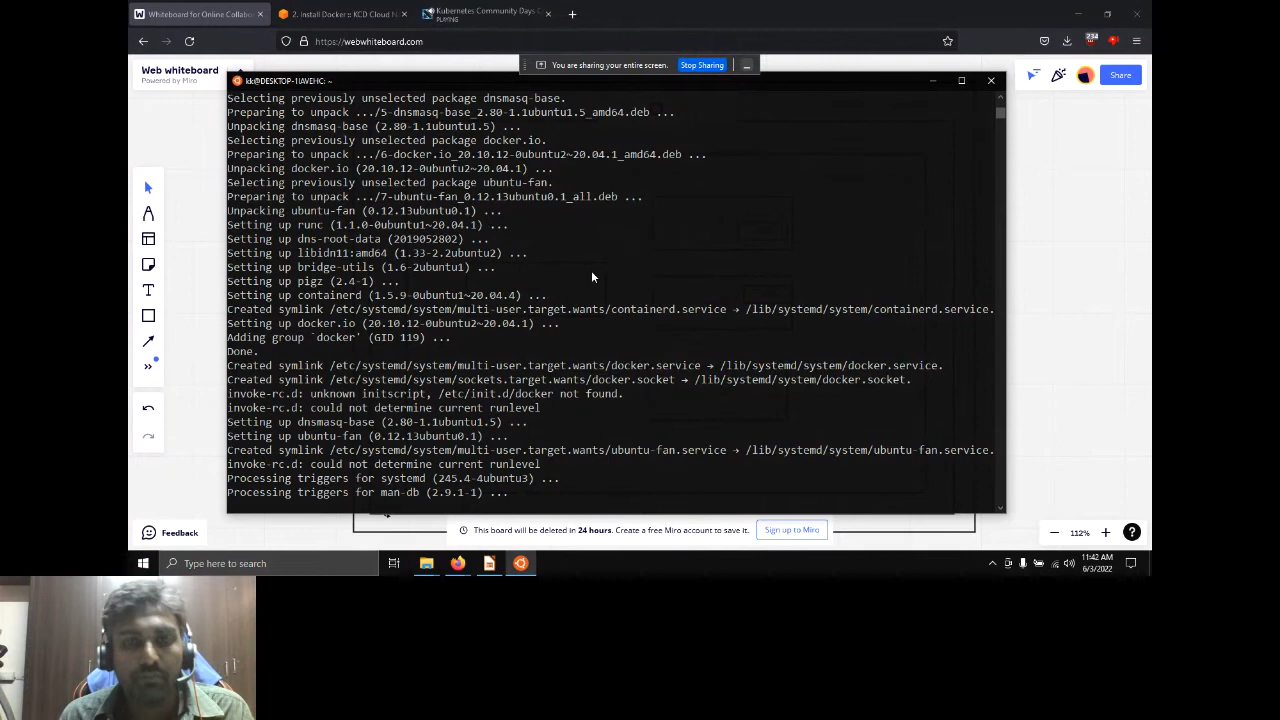 Whiteboard for Online Collabo
2. Install Docker :: KCD Cloud N
Kubernetes Community Days C
PLAYING
https://webwhiteboard.com
234
Web whiteboard
Powered by Miro
You are sharing your entire screen.
Stop Sharing
Share
kk@DESKTOP-1IAVEHC: ~
Selecting previously unselected package dnsmasq-base.
Preparing to unpack .../5-dnsmasq-base_2.80-1.1ubuntu1.5_amd64.deb ...
Unpacking dnsmasq-base (2.80-1.1ubuntu1.5) ...
Selecting previously unselected package docker.io.
Preparing to unpack .../6-docker.io_20.10.12-0ubuntu2~20.04.1_amd64.deb ...
Unpacking docker.io (20.10.12-0ubuntu2~20.04.1) ...
Selecting previously unselected package ubuntu-fan.
Preparing to unpack .../7-ubuntu-fan_0.12.13ubuntu0.1_all.deb ...
Unpacking ubuntu-fan (0.12.13ubuntu0.1) ...
Setting up runc (1.1.0-0ubuntu1~20.04.1) ...
Setting up dns-root-data (2019052802) ...
Setting up libidn11:amd64 (1.33-2.2ubuntu2) ...
Setting up bridge-utils (1.6-2ubuntu1) ...
Setting up pigz (2.4-1) ...
Setting up containerd (1.5.9-0ubuntu1~20.04.4) ...
Created symlink /etc/systemd/system/multi-user.target.wants/containerd.service → /lib/systemd/system/containerd.service.
Setting up docker.io (20.10.12-0ubuntu2~20.04.1) ...
Adding group `docker' (GID 119) ...
Done.
Created symlink /etc/systemd/system/multi-user.target.wants/docker.service → /lib/systemd/system/docker.service.
Created symlink /etc/systemd/system/sockets.target.wants/docker.socket → /lib/systemd/system/docker.socket.
invoke-rc.d: unknown initscript, /etc/init.d/docker not found.
invoke-rc.d: could not determine current runlevel
Setting up dnsmasq-base (2.80-1.1ubuntu1.5) ...
Setting up ubuntu-fan (0.12.13ubuntu0.1) ...
Created symlink /etc/systemd/system/multi-user.target.wants/ubuntu-fan.service → /lib/systemd/system/ubuntu-fan.service.
invoke-rc.d: could not determine current runlevel
Processing triggers for systemd (245.4-4ubuntu3) ...
Processing triggers for man-db (2.9.1-1) ...
Feedback
This board will be deleted in 24 hours. Create a free Miro account to save it.
Sign up to Miro
112%
Type here to search
11:42 AM
6/3/2022